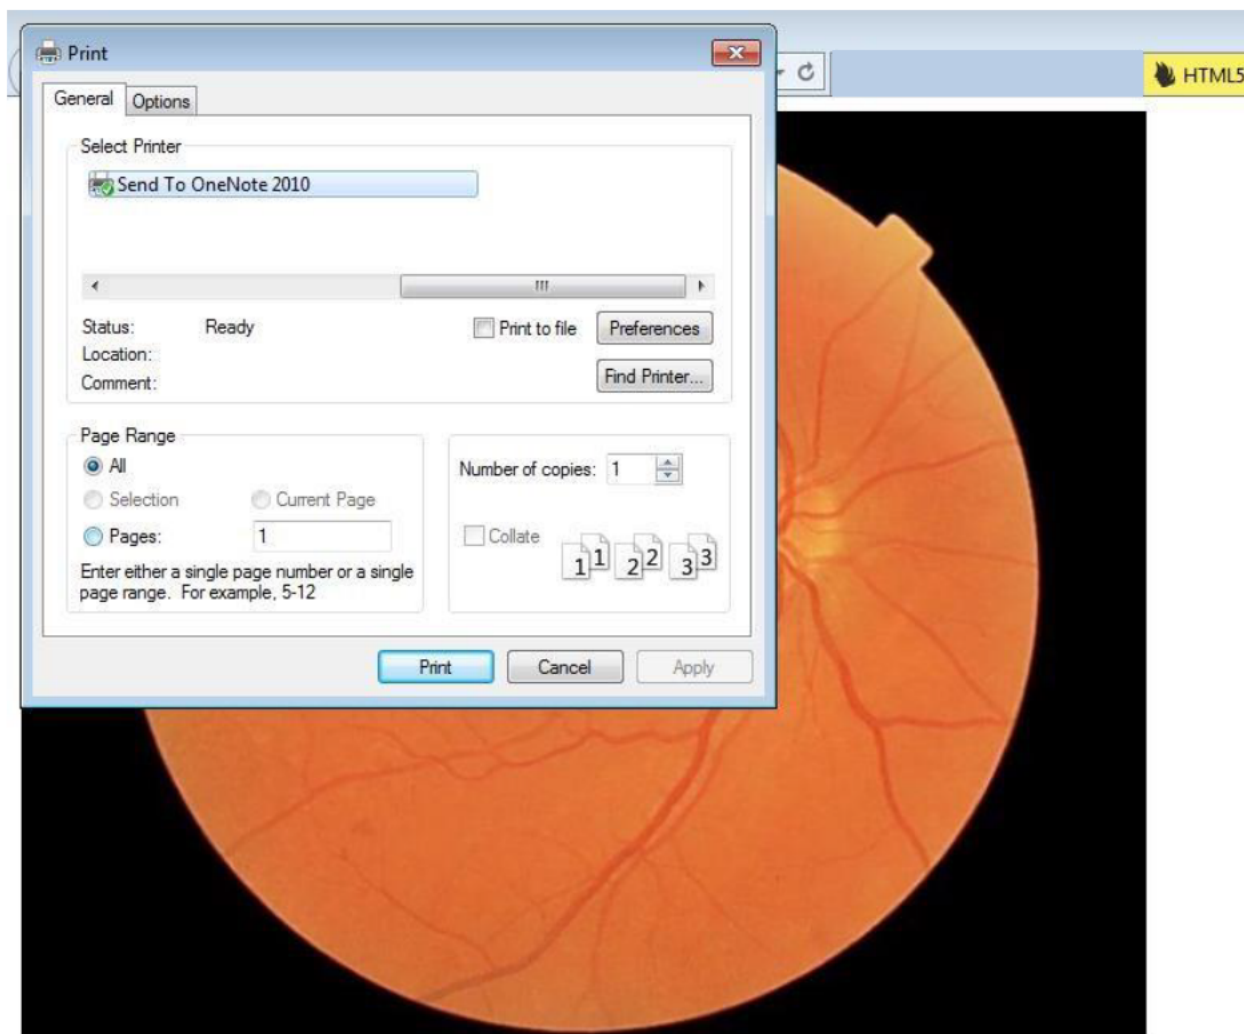 Print
HTML5
General Options
Select Printer
Send To OneNote 2010
Status: Ready
Print to file
Preferences
Location:
Comment:
Find Printer...
Page Range
All
Selection Current Page
Pages: 1
Enter either a single page number or a single
page range. For example, 5-12
Number of copies: 1
Collate
1 1 2 2 3 3
Print Cancel Apply